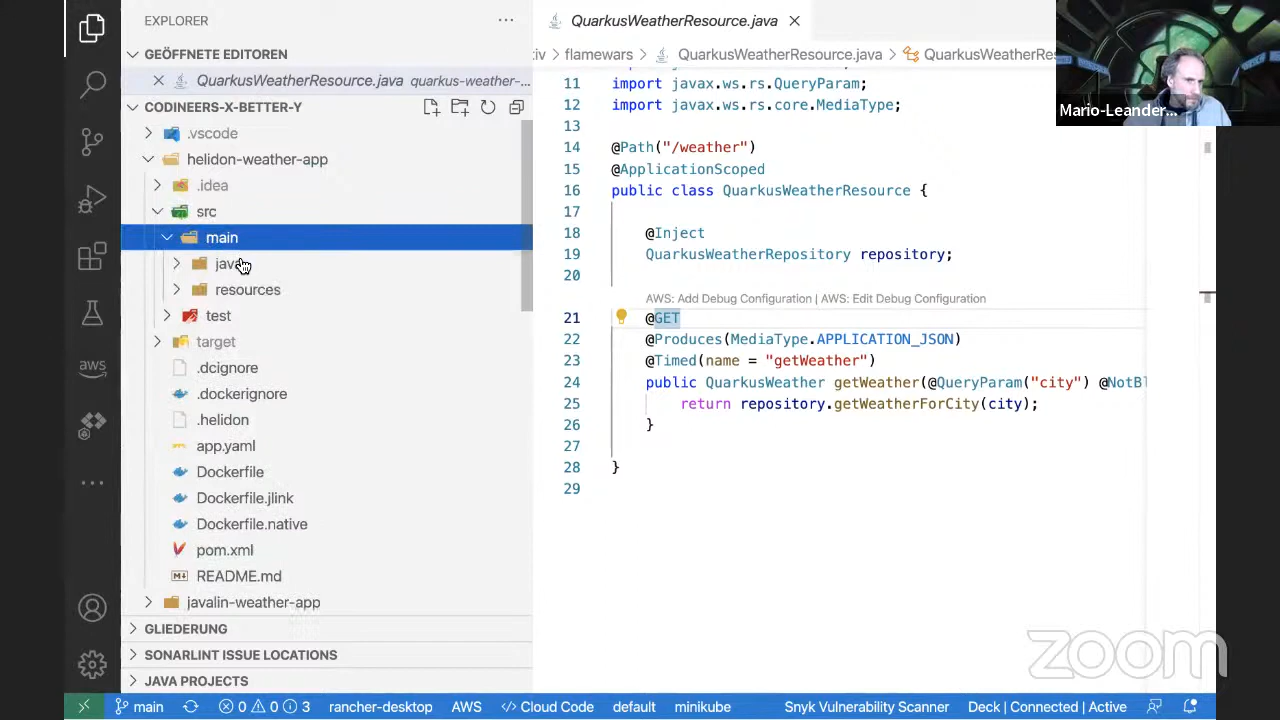 EXPLORER
GEÖFFNETE EDITOREN
QuarkusWeatherResource.java quarkus-weather-...
CODINEERS-X-BETTER-Y
.vscode
helidon-weather-app
.idea
src
main
java
resources
test
target
.dcignore
.dockerignore
.helidon
app.yaml
Dockerfile
Dockerfile.jlink
Dockerfile.native
pom.xml
README.md
javalin-weather-app
GLIEDERUNG
SONARLINT ISSUE LOCATIONS
JAVA PROJECTS
QuarkusWeatherResource.java
iv > flamewars > QuarkusWeatherResource.java > QuarkusWeatherRes
11 import javax.ws.rs.QueryParam;
12 import javax.ws.rs.core.MediaType;
13
14 @Path("/weather")
15 @ApplicationScoped
16 public class QuarkusWeatherResource {
17
18 @Inject
19 QuarkusWeatherRepository repository;
20
AWS: Add Debug Configuration | AWS: Edit Debug Configuration
21 @GET
22 @Produces(MediaType.APPLICATION_JSON)
23 @Timed(name = "getWeather")
24 public QuarkusWeather getWeather(@QueryParam("city") @NotBl
25 return repository.getWeatherForCity(city);
26 }
27
28 }
29
Mario-Leander...
zoom
main 0 0 3 rancher-desktop AWS Cloud Code default minikube Snyk Vulnerability Scanner Deck | Connected | Active